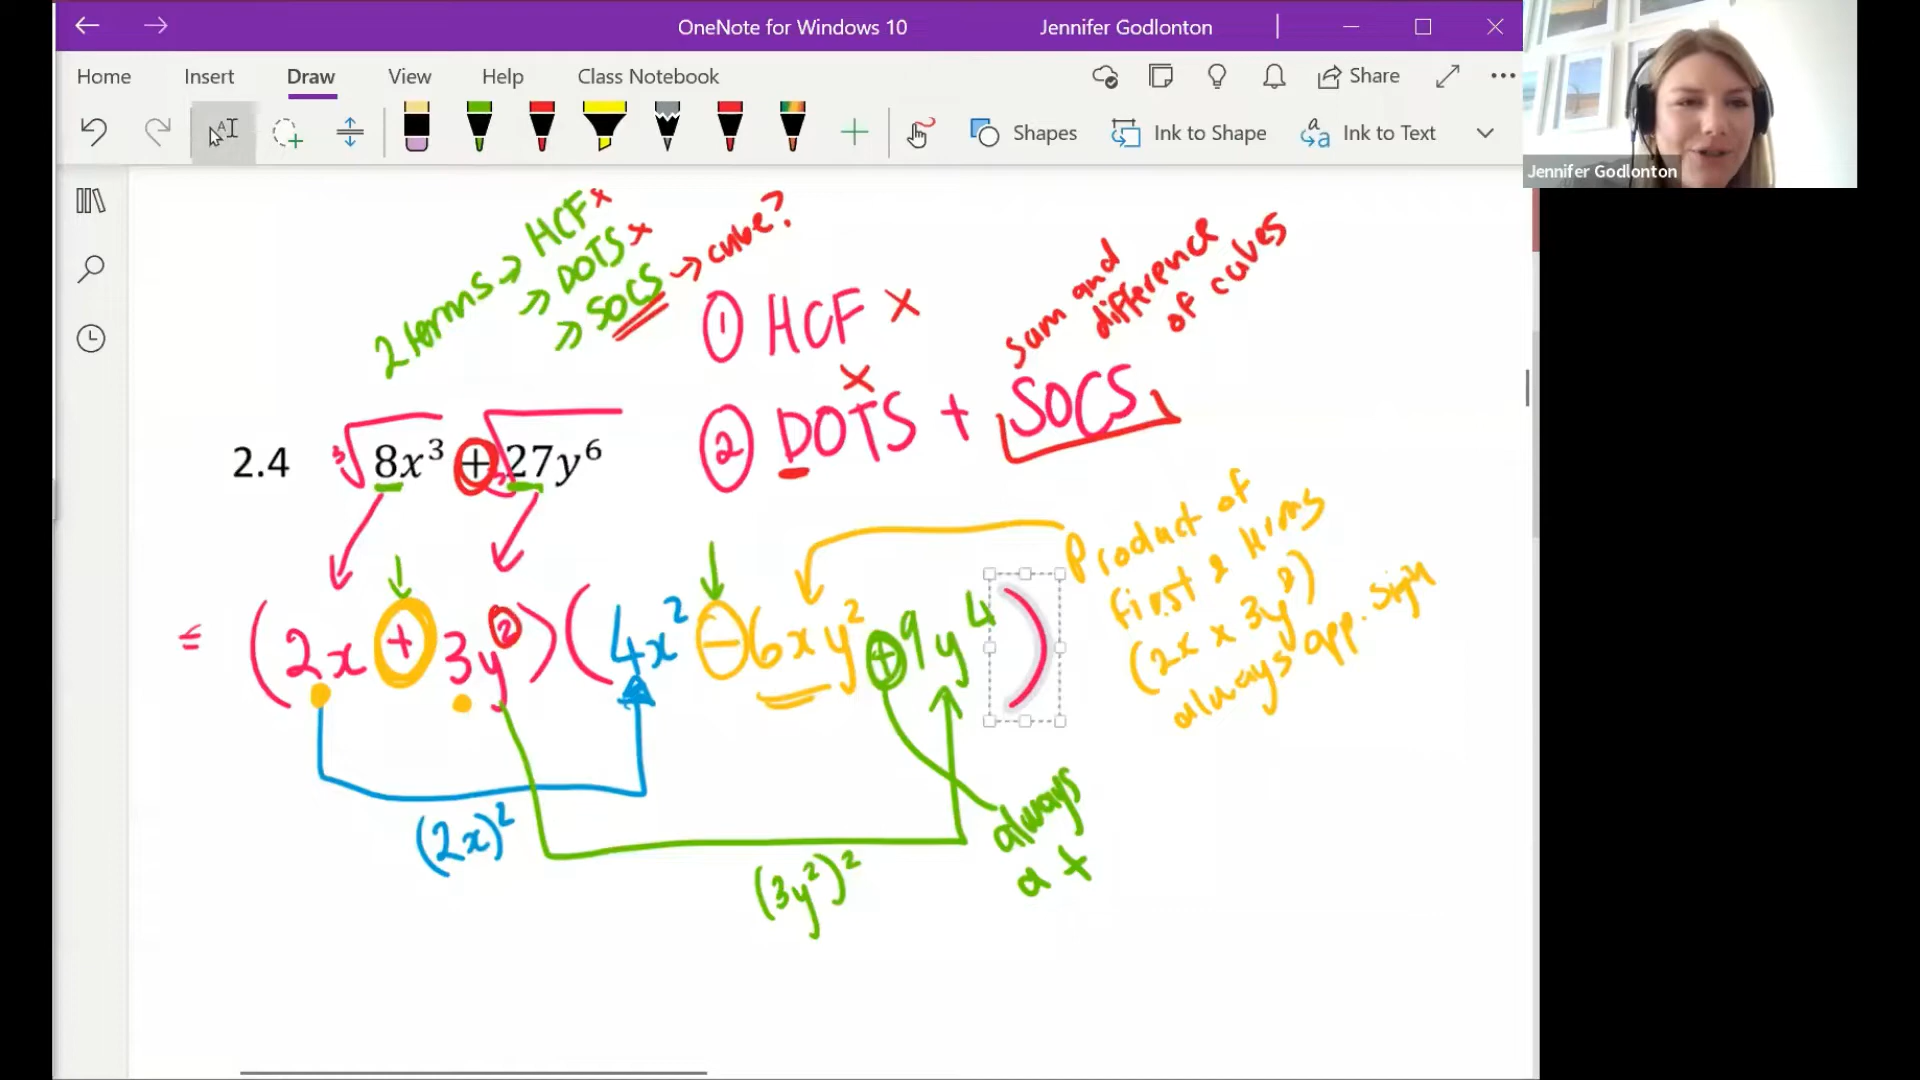 OneNote for Windows 10
Jennifer Godlonton
Home Insert Draw View Help Class Notebook
Share
Shapes Ink to Shape Ink to Text
Jennifer Godlonton
2 terms → HCF x
» DOTS x
» SOCS → cube?
① HCF x
sum and
difference
of cubes
x
② DOTS + SOCS
2.4 ∛8x³ + ∛27y⁶
Product of
first 2 terms
(2x x 3y²)
always opp. sign
= (2x + 3y²)(4x² − 6xy² + 9y⁴)
(2x)²
(3y²)²
always
a +